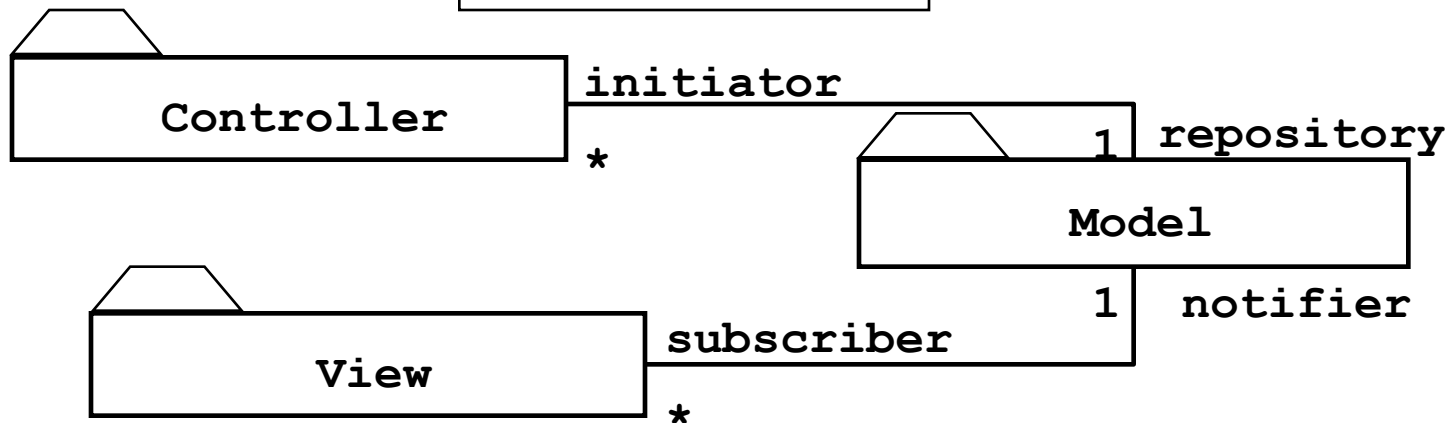 initiator
Controller
*
1 repository
Model
1 notifier
subscriber
View
*